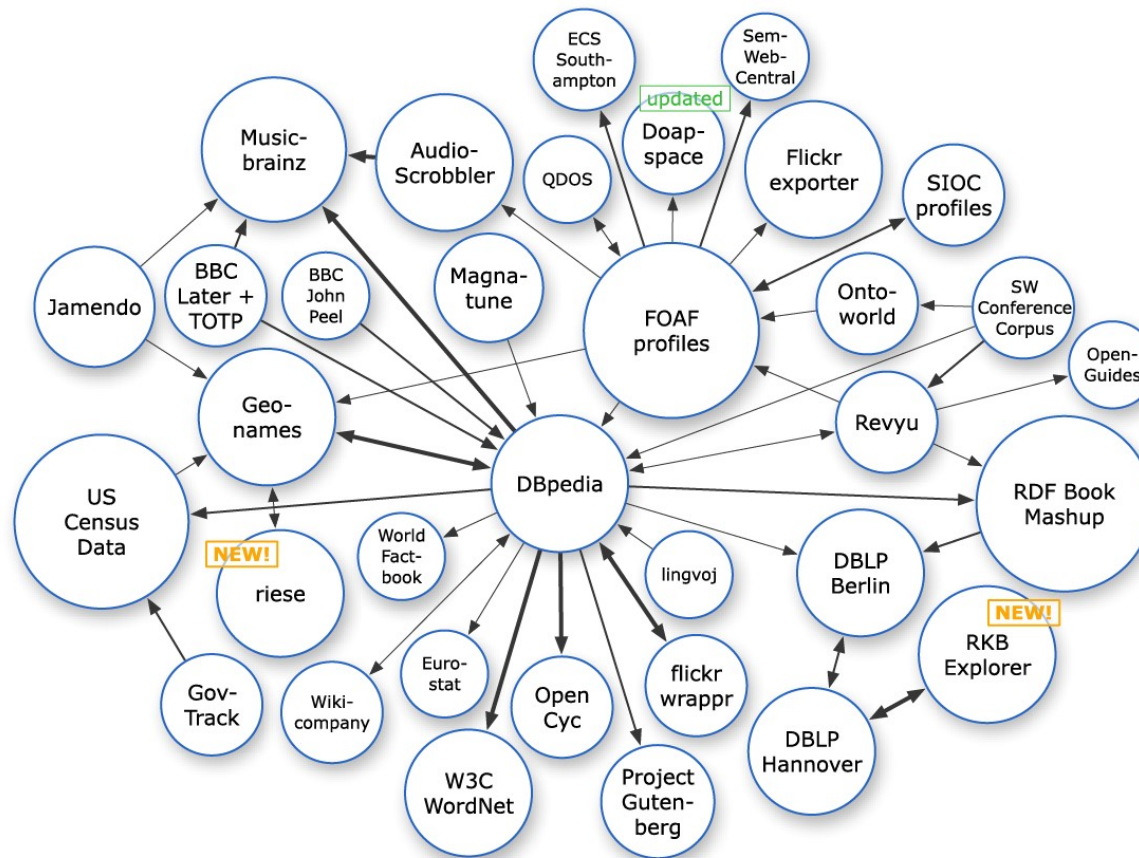 ECS
South-
ampton
Sem-
Web-
Central
updated
Doap-
space
Music-
brainz
Audio-
Scrobbler
QDOS
Flickr
exporter
SIOC
profiles
Jamendo
BBC
Later +
TOTP
BBC
John
Peel
Magna-
tune
FOAF
profiles
Onto-
world
SW
Conference
Corpus
Open-
Guides
Geo-
names
Revyu
DBpedia
US
Census
Data
RDF Book
Mashup
NEW!
riese
World
Fact-
book
lingvoj
DBLP
Berlin
NEW!
RKB
Explorer
Gov-
Track
Wiki-
company
Euro-
stat
Open
Cyc
flickr
wrappr
DBLP
Hannover
W3C
WordNet
Project
Guten-
berg